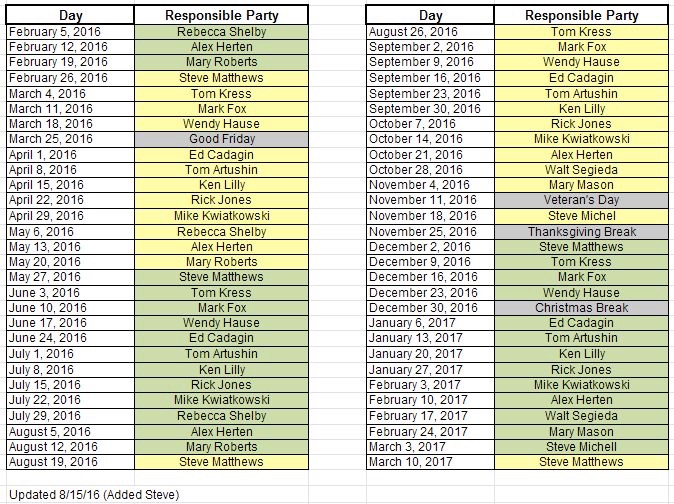 Day Responsible Party
February 5, 2016 Rebecca Shelby
February 12, 2016 Alex Herten
February 19, 2016 Mary Roberts
February 26, 2016 Steve Matthews
March 4, 2016 Tom Kress
March 11, 2016 Mark Fox
March 18, 2016 Wendy Hause
March 25, 2016 Good Friday
April 1, 2016 Ed Cadagin
April 8, 2016 Tom Artushin
April 15, 2016 Ken Lilly
April 22, 2016 Rick Jones
April 29, 2016 Mike Kwiatkowski
May 6, 2016 Rebecca Shelby
May 13, 2016 Alex Herten
May 20, 2016 Mary Roberts
May 27, 2016 Steve Matthews
June 3, 2016 Tom Kress
June 10, 2016 Mark Fox
June 17, 2016 Wendy Hause
June 24, 2016 Ed Cadagin
July 1, 2016 Tom Artushin
July 8, 2016 Ken Lilly
July 15, 2016 Rick Jones
July 22, 2016 Mike Kwiatkowski
July 29, 2016 Rebecca Shelby
August 5, 2016 Alex Herten
August 12, 2016 Mary Roberts
August 19, 2016 Steve Matthews
Day Responsible Party
August 26, 2016 Tom Kress
September 2, 2016 Mark Fox
September 9, 2016 Wendy Hause
September 16, 2016 Ed Cadagin
September 23, 2016 Tom Artushin
September 30, 2016 Ken Lilly
October 7, 2016 Rick Jones
October 14, 2016 Mike Kwiatkowski
October 21, 2016 Alex Herten
October 28, 2016 Walt Segieda
November 4, 2016 Mary Mason
November 11, 2016 Veteran's Day
November 18, 2016 Steve Michel
November 25, 2016 Thanksgiving Break
December 2, 2016 Steve Matthews
December 9, 2016 Tom Kress
December 16, 2016 Mark Fox
December 23, 2016 Wendy Hause
December 30, 2016 Christmas Break
January 6, 2017 Ed Cadagin
January 13, 2017 Tom Artushin
January 20, 2017 Ken Lilly
January 27, 2017 Rick Jones
February 3, 2017 Mike Kwiatkowski
February 10, 2017 Alex Herten
February 17, 2017 Walt Segieda
February 24, 2017 Mary Mason
March 3, 2017 Steve Michell
March 10, 2017 Steve Matthews
Updated 8/15/16 (Added Steve)